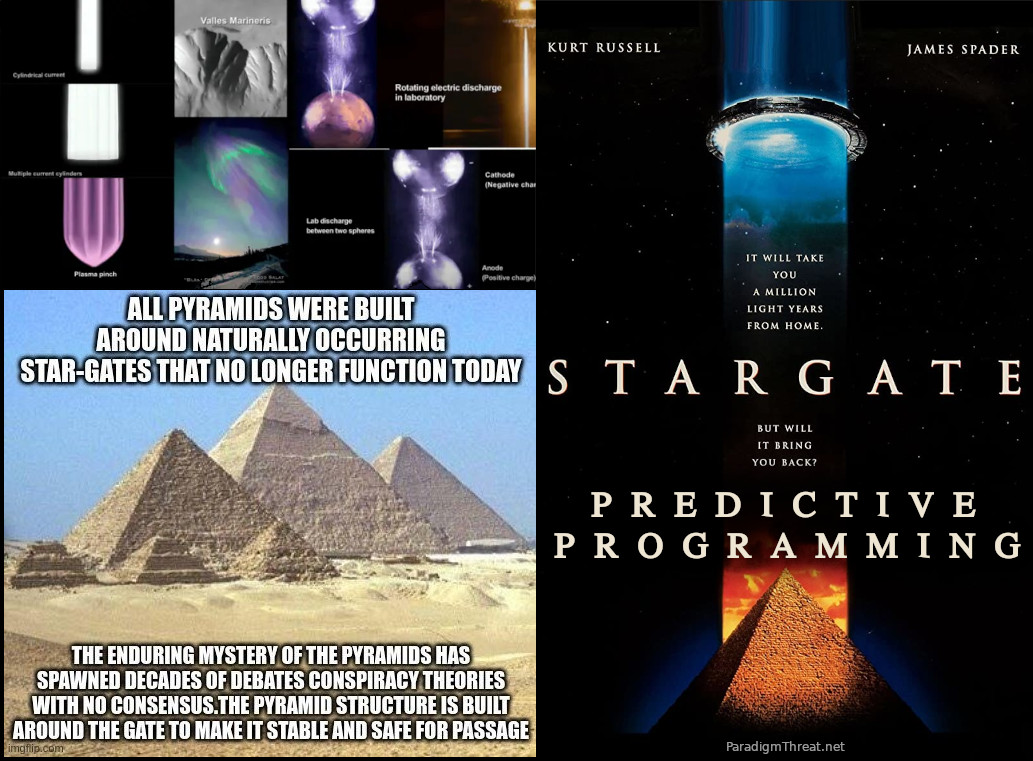 Valles Marineris
Cylindrical current
Rotating electric discharge
in laboratory
Multiple current cylinders
Cathode
(Negative char
Lab discharge
between two spheres
Plasma pinch
Anode
(Positive charge)
ALL PYRAMIDS WERE BUILT
AROUND NATURALLY OCCURRING
STAR-GATES THAT NO LONGER FUNCTION TODAY
THE ENDURING MYSTERY OF THE PYRAMIDS HAS
SPAWNED DECADES OF DEBATES CONSPIRACY THEORIES
WITH NO CONSENSUS.THE PYRAMID STRUCTURE IS BUILT
AROUND THE GATE TO MAKE IT STABLE AND SAFE FOR PASSAGE
imgflip.com
KURT RUSSELL
JAMES SPADER
IT WILL TAKE
YOU
A MILLION
LIGHT YEARS
FROM HOME.
STARGATE
BUT WILL
IT BRING
YOU BACK?
PREDICTIVE
PROGRAMMING
ParadigmThreat.net